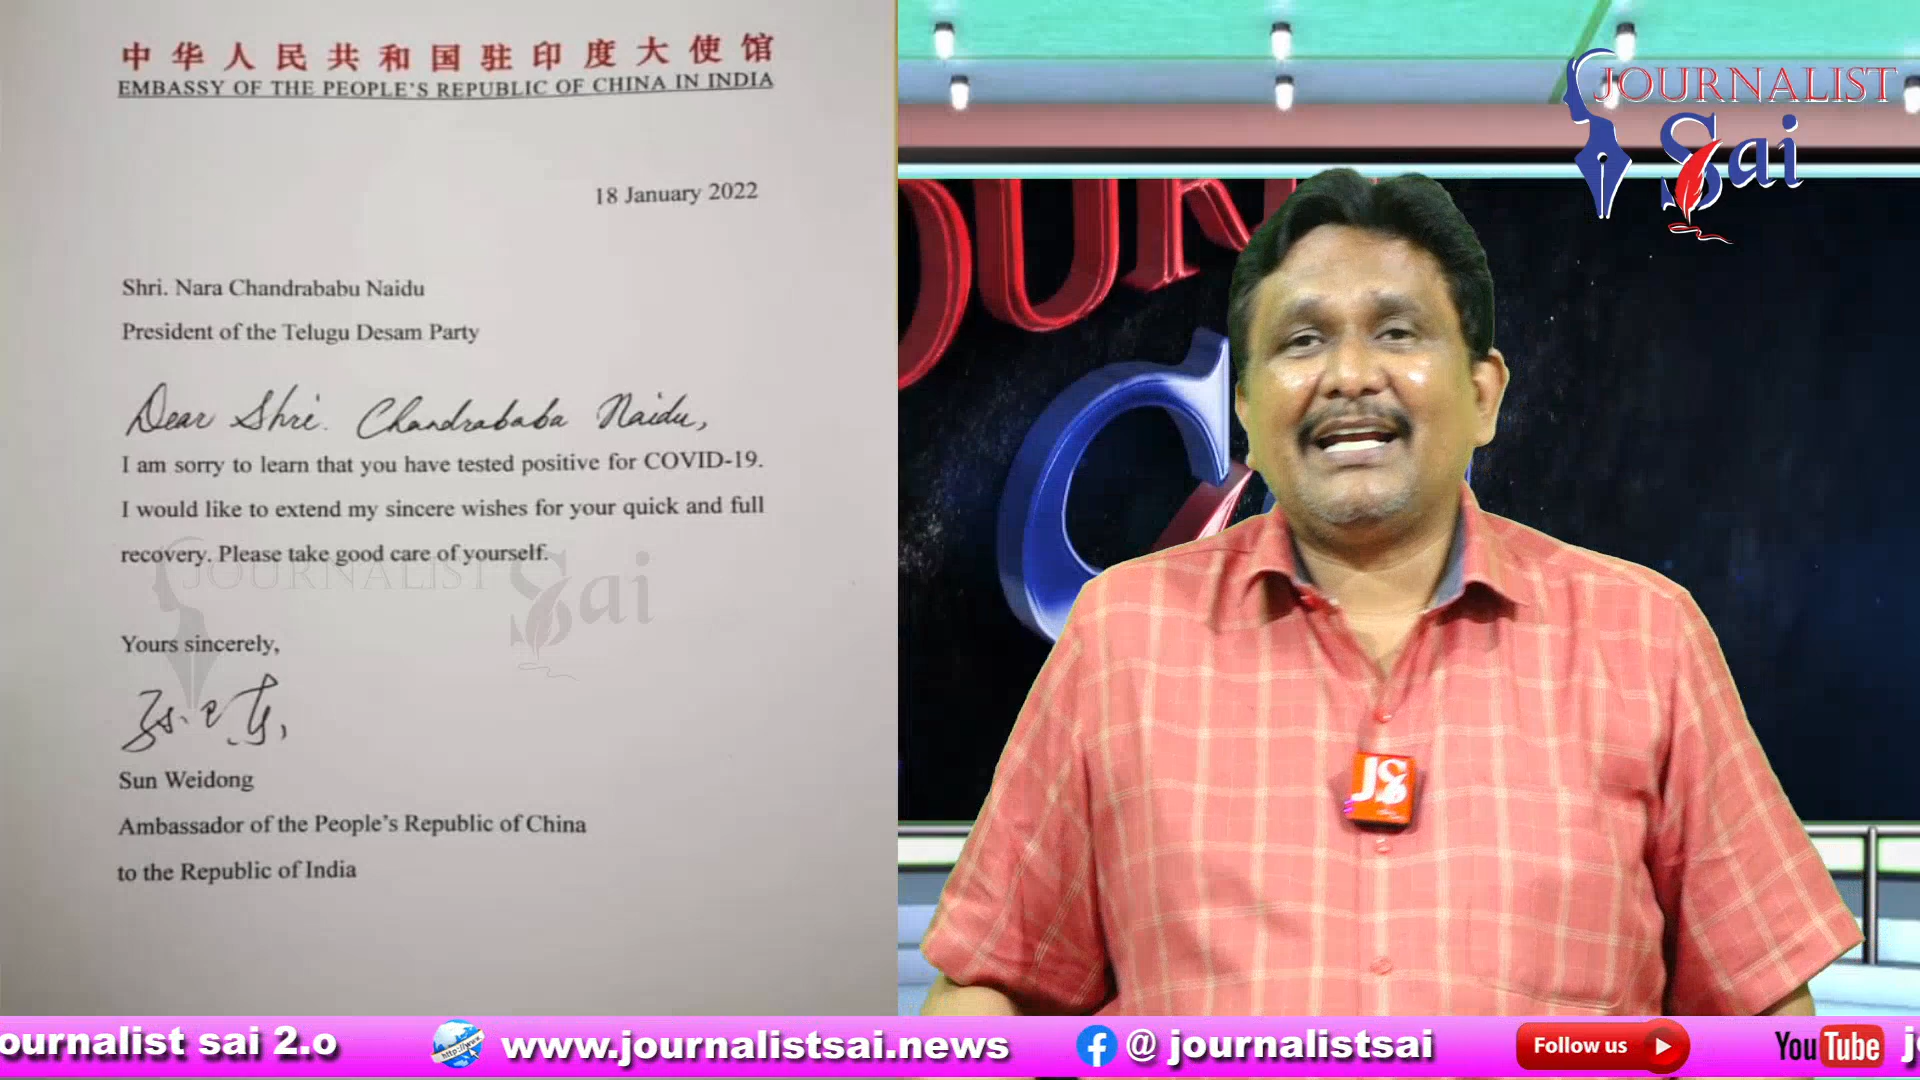 中华人民共和国驻印度大使馆
EMBASSY OF THE PEOPLE'S REPUBLIC OF CHINA IN INDIA
18 January 2022
Shri. Nara Chandrababu Naidu
President of the Telugu Desam Party
Dear Shri. Chandrababa Naidu,
I am sorry to learn that you have tested positive for COVID-19.
I would like to extend my sincere wishes for your quick and full
recovery. Please take good care of yourself.
JOURNALIST
Sai
Yours sincerely,
Sun Weidong
Ambassador of the People's Republic of China
to the Republic of India
JOURNALIST
Sai
OURN
JS
ournalist sai 2.o
http://www.
www.journalistsai.news
f @ journalistsai
Follow us
YouTube